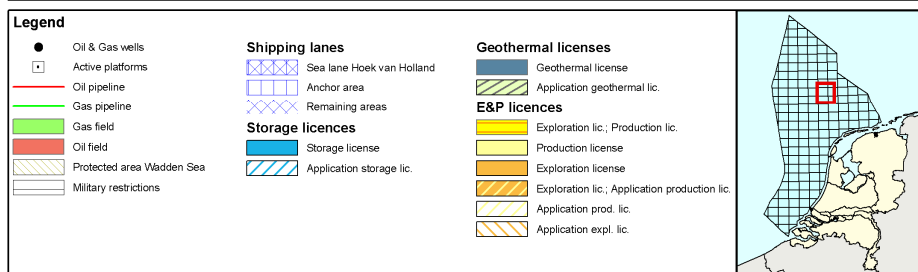 Legend
Oil & Gas wells
Active platforms
Oil pipeline
Gas pipeline
Gas field
Oil field
Protected area Wadden Sea
Military restrictions
Shipping lanes
Sea lane Hoek van Holland
Anchor area
Remaining areas
Storage licences
Storage license
Application storage lic.
Geothermal licenses
Geothermal license
Application geothermal lic.
E&P licences
Exploration lic.; Production lic.
Production license
Exploration license
Exploration lic.; Application production lic.
Application prod. lic.
Application expl. lic.